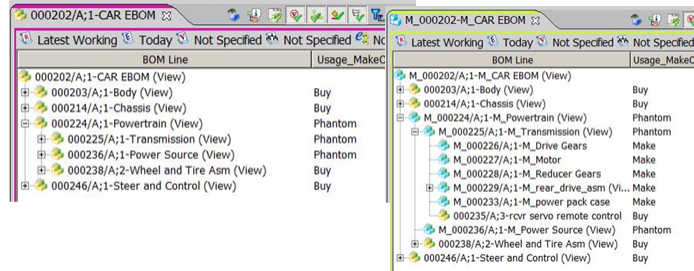 000202/A;1-CAR EBOM
Latest Working Today Not Specified Not Specified No
BOM Line Usage_MakeO
000202/A;1-CAR EBOM (View)
000203/A;1-Body (View) Buy
000214/A;1-Chassis (View) Buy
000224/A;1-Powertrain (View) Phantom
000225/A;1-Transmission (View) Phantom
000236/A;1-Power Source (View) Phantom
000238/A;2-Wheel and Tire Asm (View) Buy
000246/A;1-Steer and Control (View) Buy
M_000202-M_CAR EBOM
Latest Working Today Not Specified Not Specified
BOM Line Usage_MakeO
M_000202/A;1-M_CAR EBOM (View)
000203/A;1-Body (View) Buy
000214/A;1-Chassis (View) Buy
M_000224/A;1-M_Powertrain (View) Phantom
M_000225/A;1-M_Transmission (View) Phantom
M_000226/A;1-M_Drive Gears Make
M_000227/A;1-M_Motor Make
M_000228/A;1-M_Reducer Gears Make
M_000229/A;1-M_rear_drive_asm (Vi... Make
M_000233/A;1-M_power pack case Make
000235/A;3-rcvr servo remote control Buy
M_000236/A;1-M_Power Source (View) Phantom
000238/A;2-Wheel and Tire Asm (View) Buy
000246/A;1-Steer and Control (View) Buy